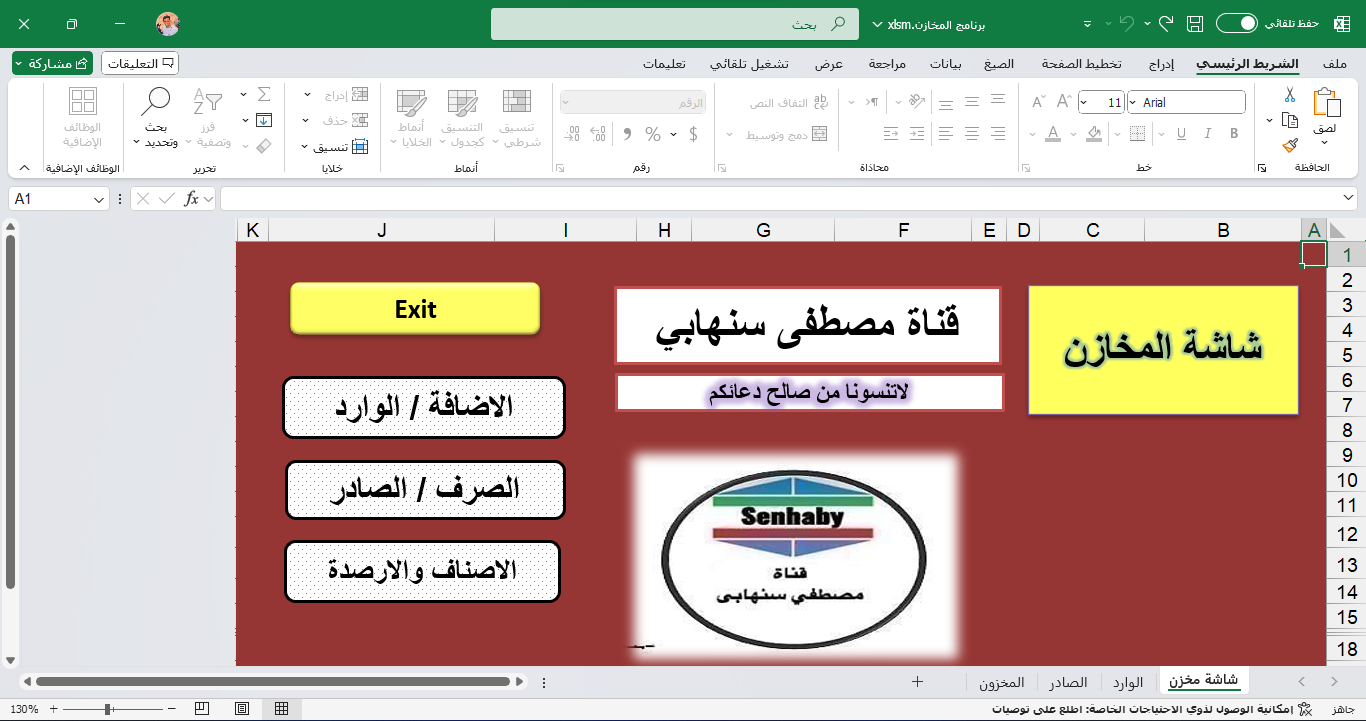 حفظ تلقائي
برنامج المخازن.xlsm
بحث
ملف
الشريط الرئيسي
إدراج
تخطيط الصفحة
الصيغ
بيانات
مراجعة
عرض
تشغيل تلقائي
تعليمات
التعليقات
مشاركة
لصق
الحافظة
Arial
11
B I U
خط
التفاف النص
دمج وتوسيط
محاذاة
الرقم
$ %
رقم
تنسيق شرطي
التنسيق كجدول
أنماط الخلايا
أنماط
إدراج
حذف
تنسيق
خلايا
فرز وتصفية
بحث وتحديد
تحرير
الوظائف الإضافية
الوظائف الإضافية
A1
fx
A B C D E F G H I J K
1
2
3
4
5
6
7
8
9
10
11
12
13
14
15
18
شاشة المخازن
قناة مصطفى سنهابي
لاتنسونا من صالح دعائكم
Exit
الاضافة / الوارد
الصرف / الصادر
الاصناف والارصدة
Senhaby
قناة
مصطفي سنهابى
شاشة مخزن
الوارد
الصادر
المخزون
جاهز
إمكانية الوصول لذوي الاحتياجات الخاصة: اطلع على توصيات
130%